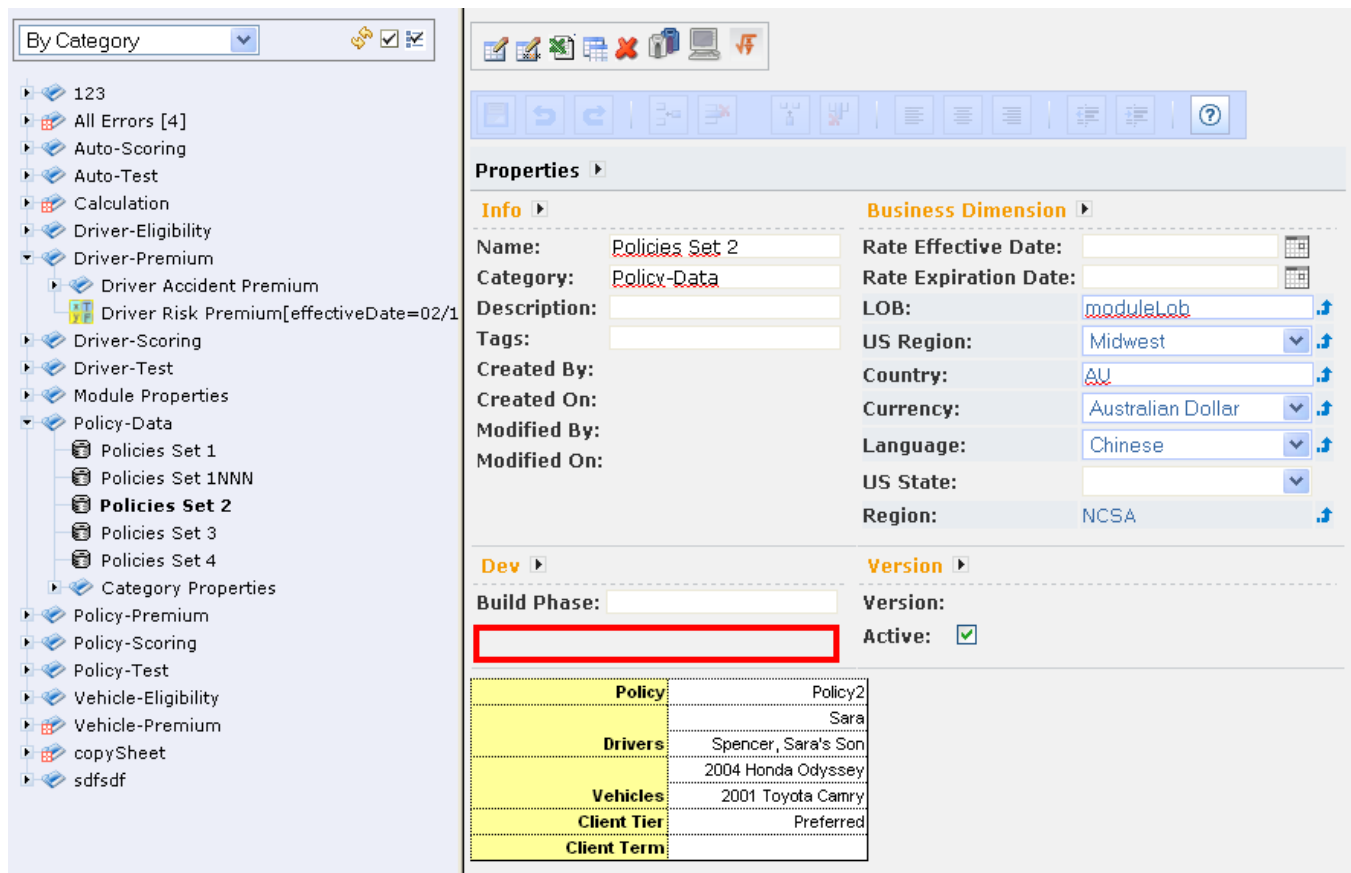 By Category
123
All Errors [4]
Auto-Scoring
Auto-Test
Calculation
Driver-Eligibility
Driver-Premium
Driver Accident Premium
Driver Risk Premium[effectiveDate=02/1
Driver-Scoring
Driver-Test
Module Properties
Policy-Data
Policies Set 1
Policies Set 1NNN
Policies Set 2
Policies Set 3
Policies Set 4
Category Properties
Policy-Premium
Policy-Scoring
Policy-Test
Vehicle-Eligibility
Vehicle-Premium
copySheet
sdfsdf
Properties
Info
Name: Policies Set 2
Category: Policy-Data
Description:
Tags:
Created By:
Created On:
Modified By:
Modified On:
Business Dimension
Rate Effective Date:
Rate Expiration Date:
LOB: moduleLob
US Region: Midwest
Country: AU
Currency: Australian Dollar
Language: Chinese
US State:
Region: NCSA
Dev
Build Phase:
Version
Version:
Active:
Policy Policy2
Sara
Drivers Spencer, Sara's Son
2004 Honda Odyssey
Vehicles 2001 Toyota Camry
Client Tier Preferred
Client Term